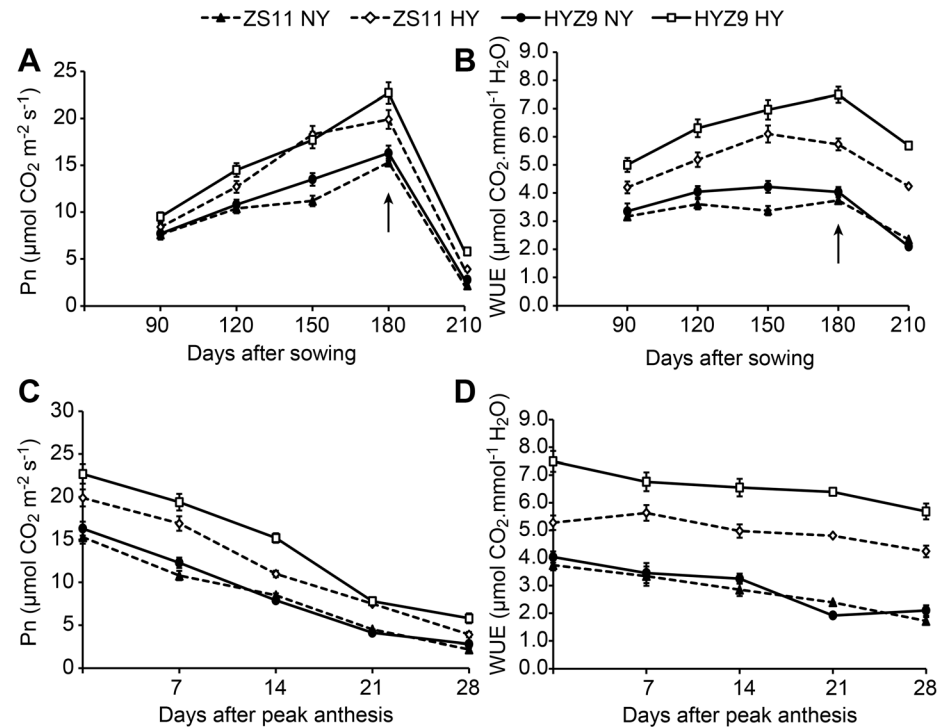 ZS11 NY ZS11 HY HYZ9 NY HYZ9 HY
A
Pn (µmol CO₂ m⁻² s⁻¹)
25
20
15
10
5
0
90 120 150 180 210
Days after sowing
B
WUE (µmol CO₂.mmol⁻¹ H₂O)
9.0
8.0
7.0
6.0
5.0
4.0
3.0
2.0
1.0
0.0
90 120 150 180 210
Days after sowing
C
Pn (µmol CO₂ m⁻² s⁻¹)
30
25
20
15
10
5
0
7 14 21 28
Days after peak anthesis
D
WUE (µmol CO₂.mmol⁻¹ H₂O)
9.0
8.0
7.0
6.0
5.0
4.0
3.0
2.0
1.0
0.0
7 14 21 28
Days after peak anthesis